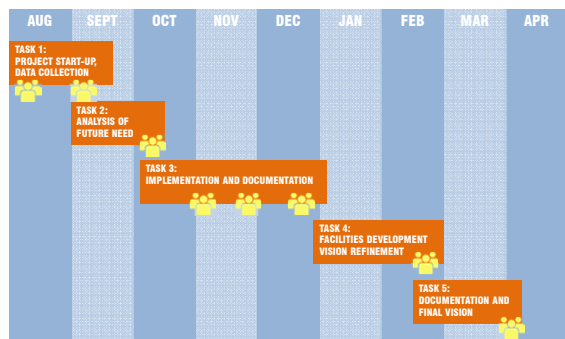 AUG SEPT OCT NOV DEC JAN FEB MAR APR
TASK 1:
PROJECT START-UP,
DATA COLLECTION
TASK 2:
ANALYSIS OF
FUTURE NEED
TASK 3:
IMPLEMENTATION AND DOCUMENTATION
TASK 4:
FACILITIES DEVELOPMENT
VISION REFINEMENT
TASK 5:
DOCUMENTATION AND
FINAL VISION